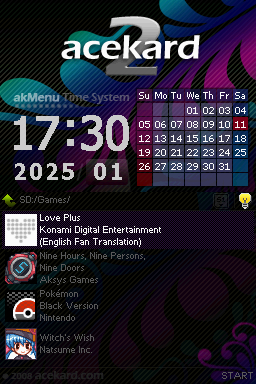 acekard 2
akMenu Time System
17:30
2025 01
Su Mo Tu We Th Fr Sa
01 02 03 04
05 06 07 08 09 10 11
12 13 14 15 16 17 18
19 20 21 22 23 24 25
26 27 28 29 30 31
SD:/Games/
Love Plus
Konami Digital Entertainment
(English Fan Translation)
Nine Hours, Nine Persons,
Nine Doors
Aksys Games
Pokémon
Black Version
Nintendo
Witch's Wish
Natsume Inc.
© 2008 acekard.com
START